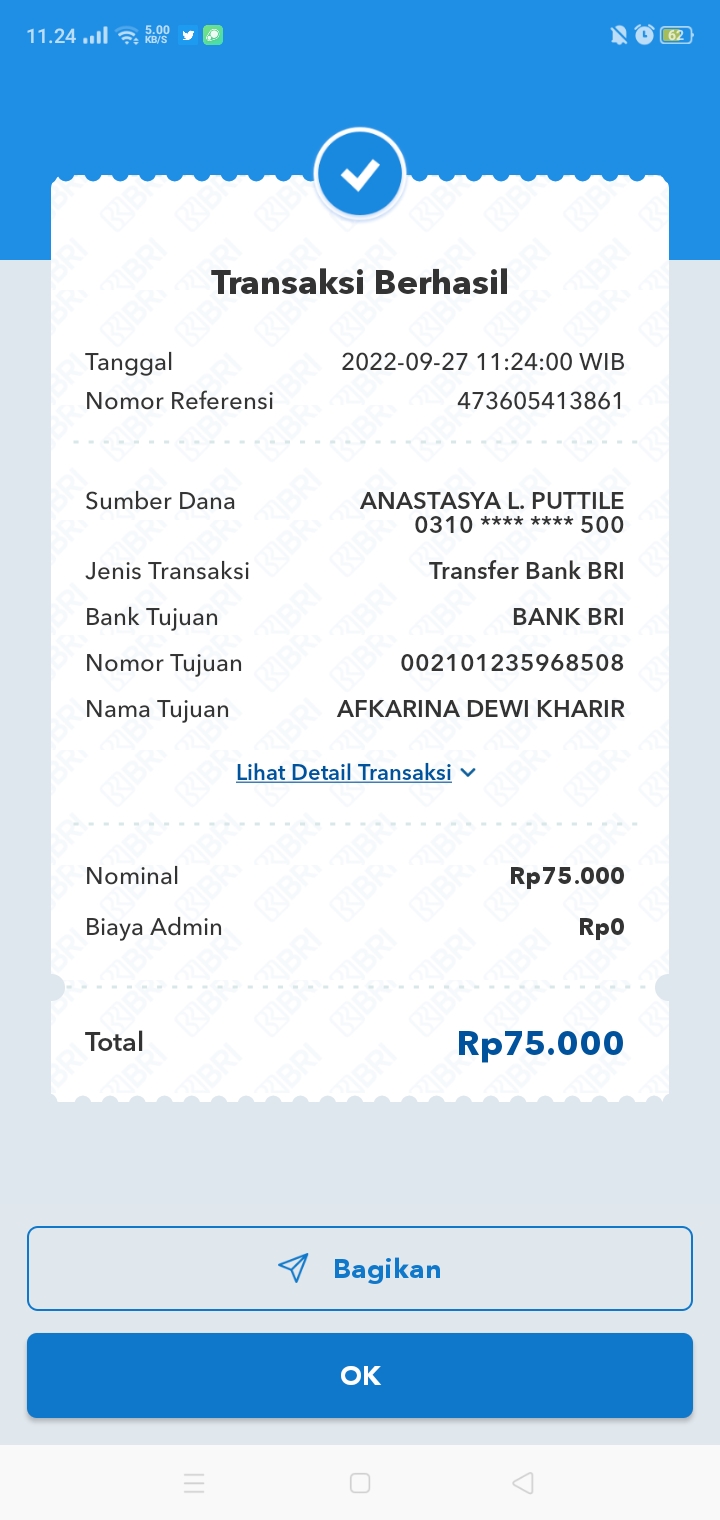 11.24 5.00 KB/S 62
Transaksi Berhasil
Tanggal 2022-09-27 11:24:00 WIB
Nomor Referensi 473605413861
Sumber Dana ANASTASYA L. PUTTILE
0310 **** **** 500
Jenis Transaksi Transfer Bank BRI
Bank Tujuan BANK BRI
Nomor Tujuan 002101235968508
Nama Tujuan AFKARINA DEWI KHARIR
Lihat Detail Transaksi
Nominal Rp75.000
Biaya Admin Rp0
Total Rp75.000
Bagikan
OK